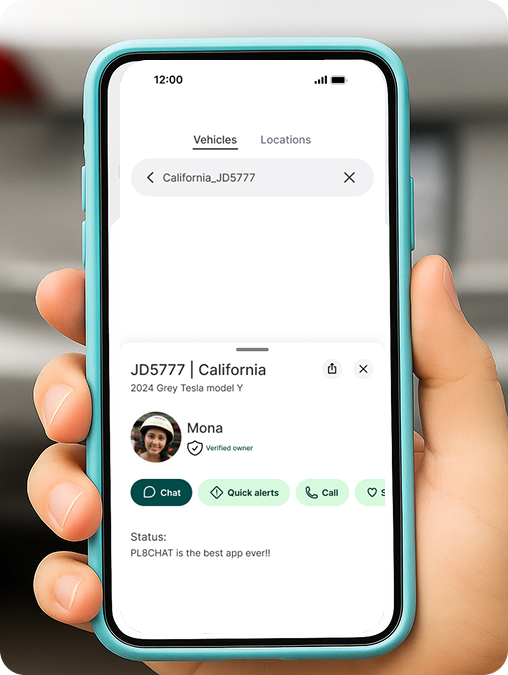 12:00
Vehicles Locations
California_JD5777
JD5777 | California
2024 Grey Tesla model Y
Mona
Verified owner
Chat Quick alerts Call S
Status:
PL8CHAT is the best app ever!!